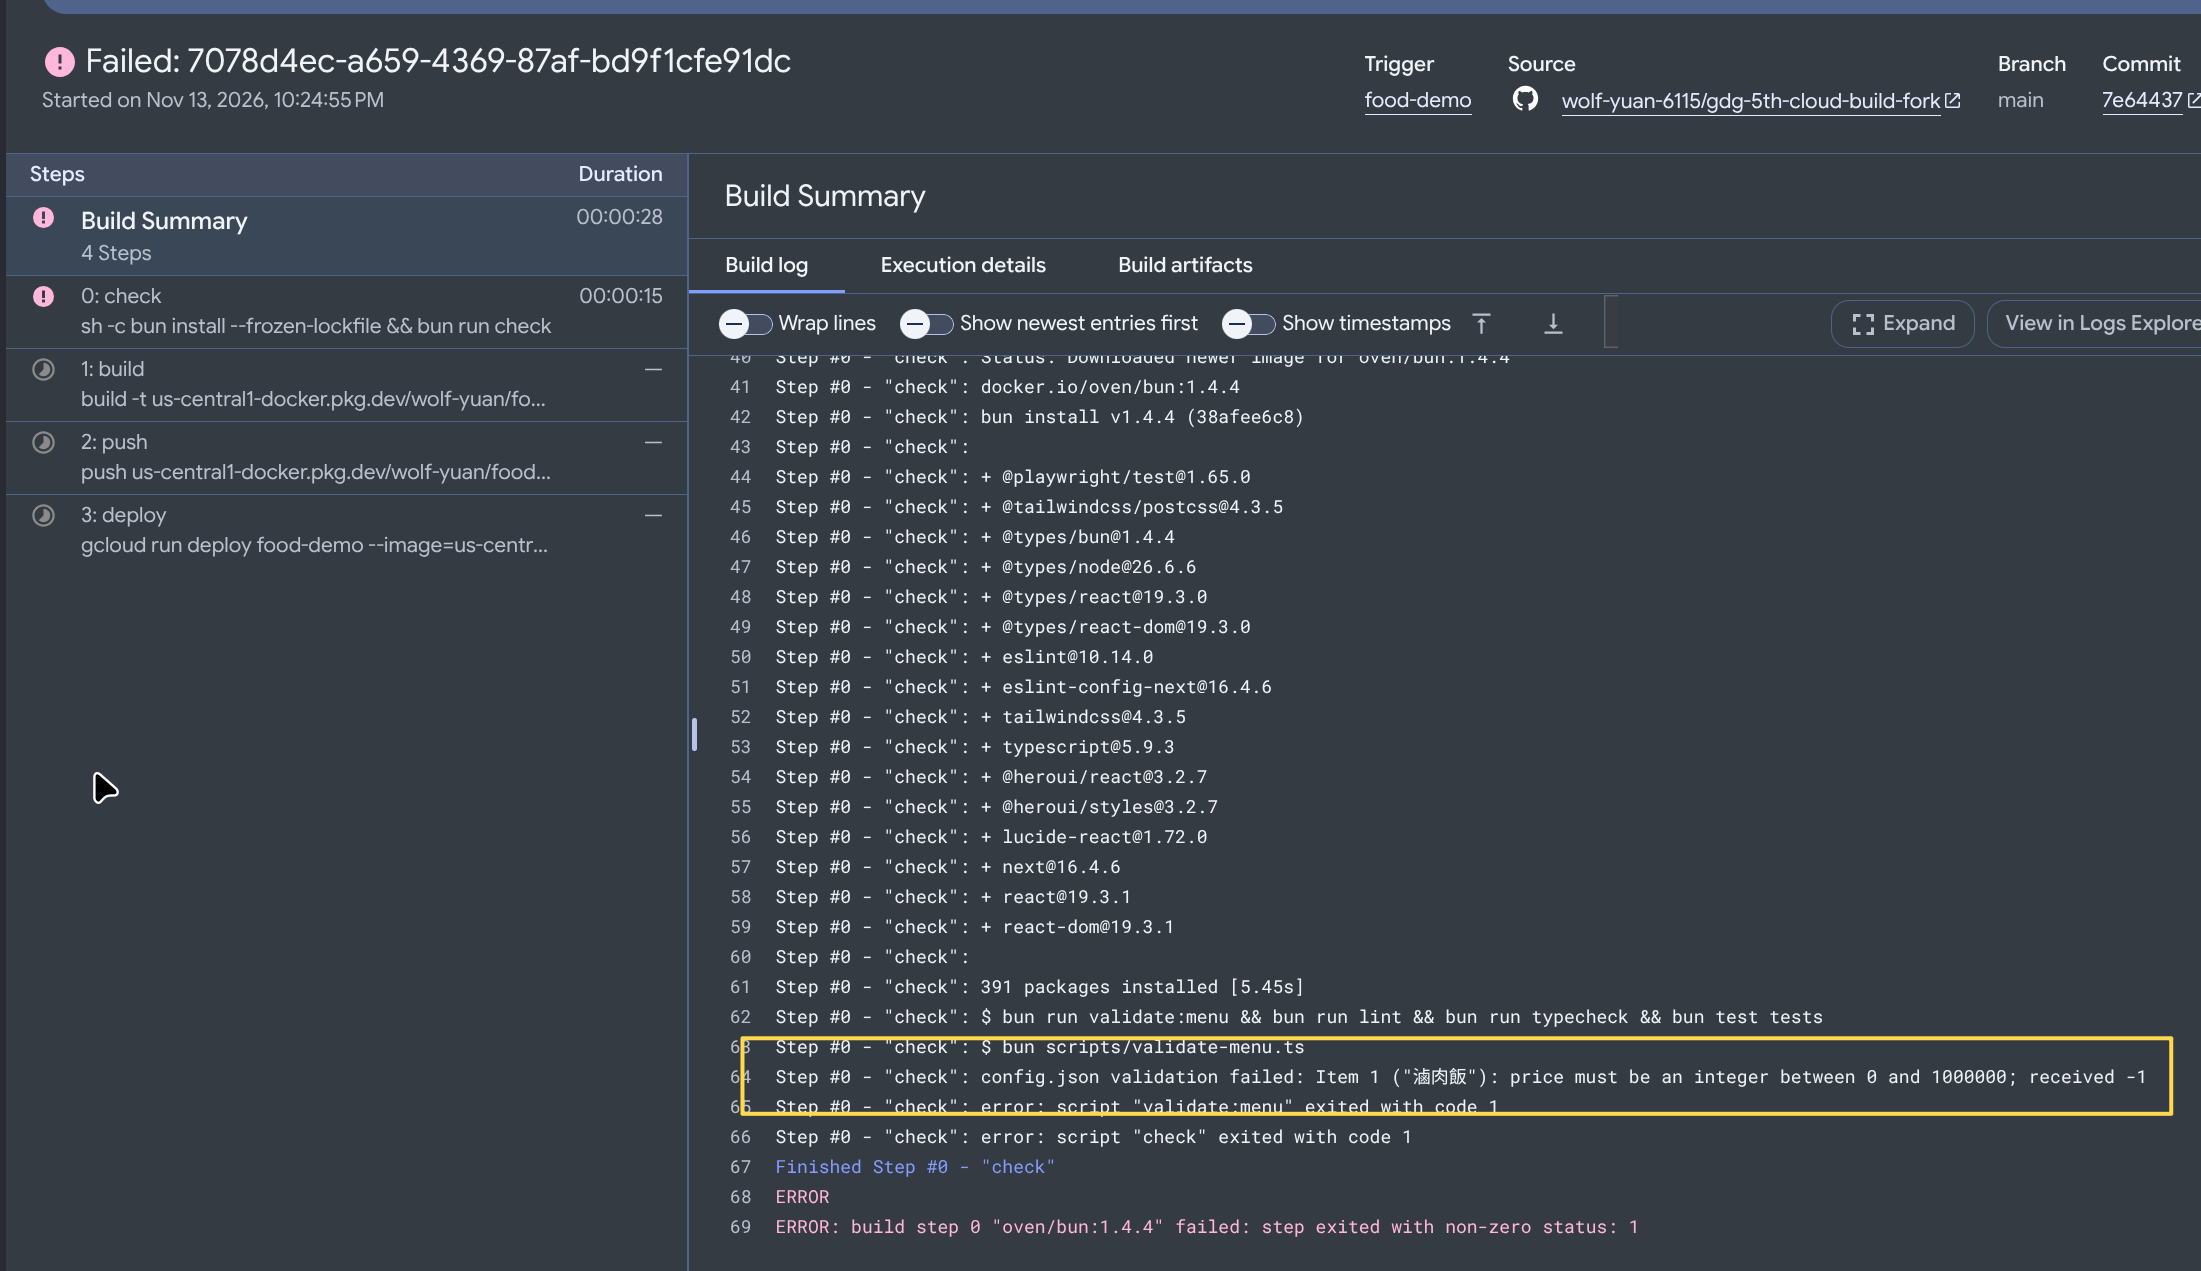 Failed: 7078d4ec-a659-4369-87af-bd9f1cfe91dc
Started on Nov 13, 2026, 10:24:55 PM
Trigger
food-demo
Source
wolf-yuan-6115/gdg-5th-cloud-build-fork
Branch
main
Commit
7e64437
Steps Duration
Build Summary 00:00:28
4 Steps
0: check 00:00:15
sh -c bun install --frozen-lockfile && bun run check
1: build —
build -t us-central1-docker.pkg.dev/wolf-yuan/fo...
2: push —
push us-central1-docker.pkg.dev/wolf-yuan/food...
3: deploy —
gcloud run deploy food-demo --image=us-centr...
Build Summary
Build log Execution details Build artifacts
Wrap lines Show newest entries first Show timestamps Expand View in Logs Explore
40 Step #0 - "check": Status: Downloaded newer image for oven/bun:1.4.4
41 Step #0 - "check": docker.io/oven/bun:1.4.4
42 Step #0 - "check": bun install v1.4.4 (38afee6c8)
43 Step #0 - "check":
44 Step #0 - "check": + @playwright/test@1.65.0
45 Step #0 - "check": + @tailwindcss/postcss@4.3.5
46 Step #0 - "check": + @types/bun@1.4.4
47 Step #0 - "check": + @types/node@26.6.6
48 Step #0 - "check": + @types/react@19.3.0
49 Step #0 - "check": + @types/react-dom@19.3.0
50 Step #0 - "check": + eslint@10.14.0
51 Step #0 - "check": + eslint-config-next@16.4.6
52 Step #0 - "check": + tailwindcss@4.3.5
53 Step #0 - "check": + typescript@5.9.3
54 Step #0 - "check": + @heroui/react@3.2.7
55 Step #0 - "check": + @heroui/styles@3.2.7
56 Step #0 - "check": + lucide-react@1.72.0
57 Step #0 - "check": + next@16.4.6
58 Step #0 - "check": + react@19.3.1
59 Step #0 - "check": + react-dom@19.3.1
60 Step #0 - "check":
61 Step #0 - "check": 391 packages installed [5.45s]
62 Step #0 - "check": $ bun run validate:menu && bun run lint && bun run typecheck && bun test tests
63 Step #0 - "check": $ bun scripts/validate-menu.ts
64 Step #0 - "check": config.json validation failed: Item 1 ("滷肉飯"): price must be an integer between 0 and 1000000; received -1
65 Step #0 - "check": error: script "validate:menu" exited with code 1
66 Step #0 - "check": error: script "check" exited with code 1
67 Finished Step #0 - "check"
68 ERROR
69 ERROR: build step 0 "oven/bun:1.4.4" failed: step exited with non-zero status: 1